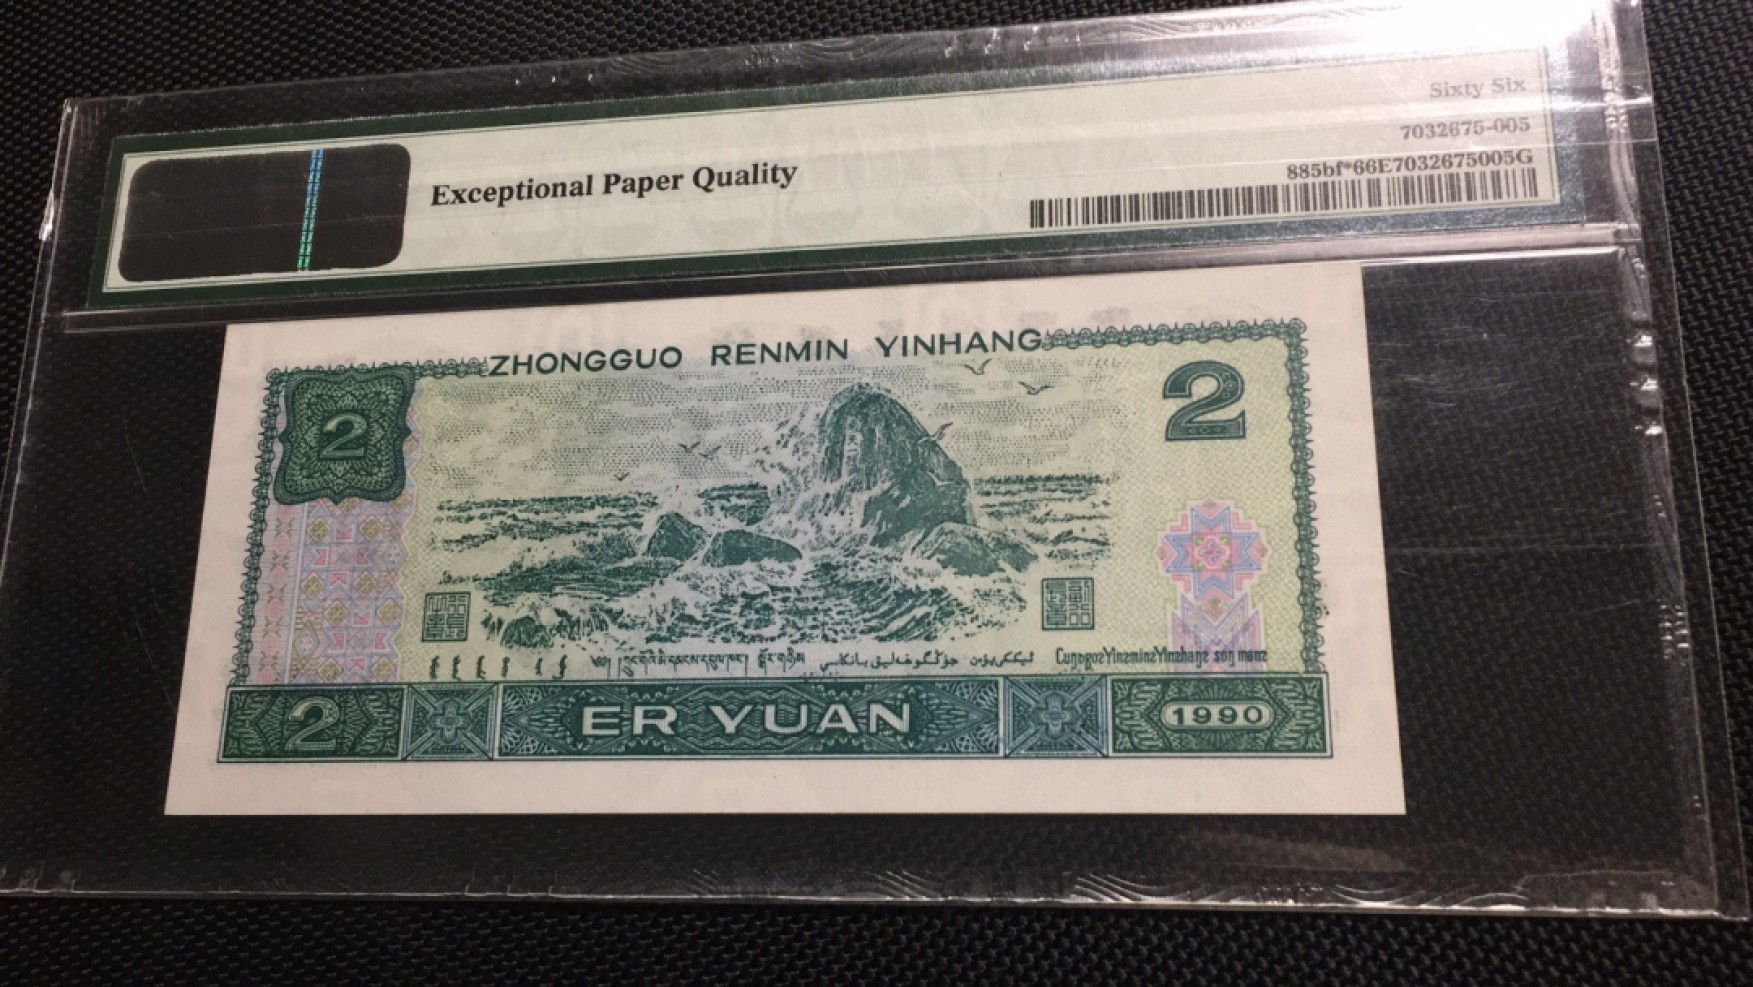 Sixty Six
7032675-005
885bf*66E7032675005G
Exceptional Paper Quality
ZHONGGUO RENMIN YINHANG
2
2
2
ER YUAN
1990